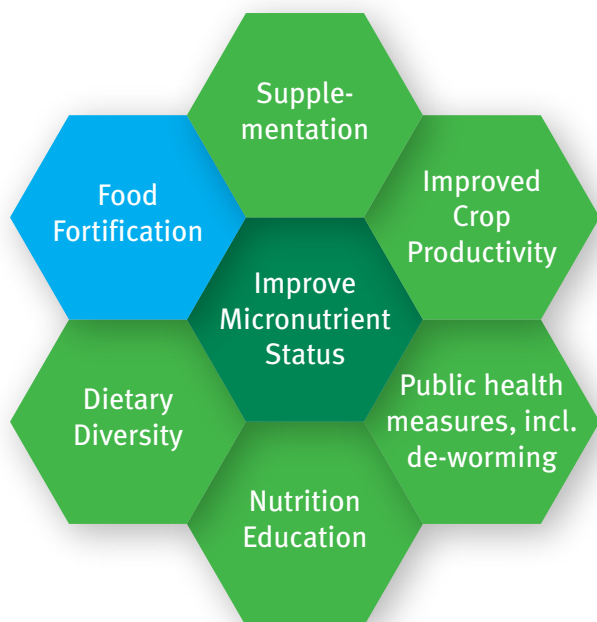 Supple-
mentation
Improved
Crop
Productivity
Food
Fortification
Improve
Micronutrient
Status
Public health
measures, incl.
de-worming
Dietary
Diversity
Nutrition
Education